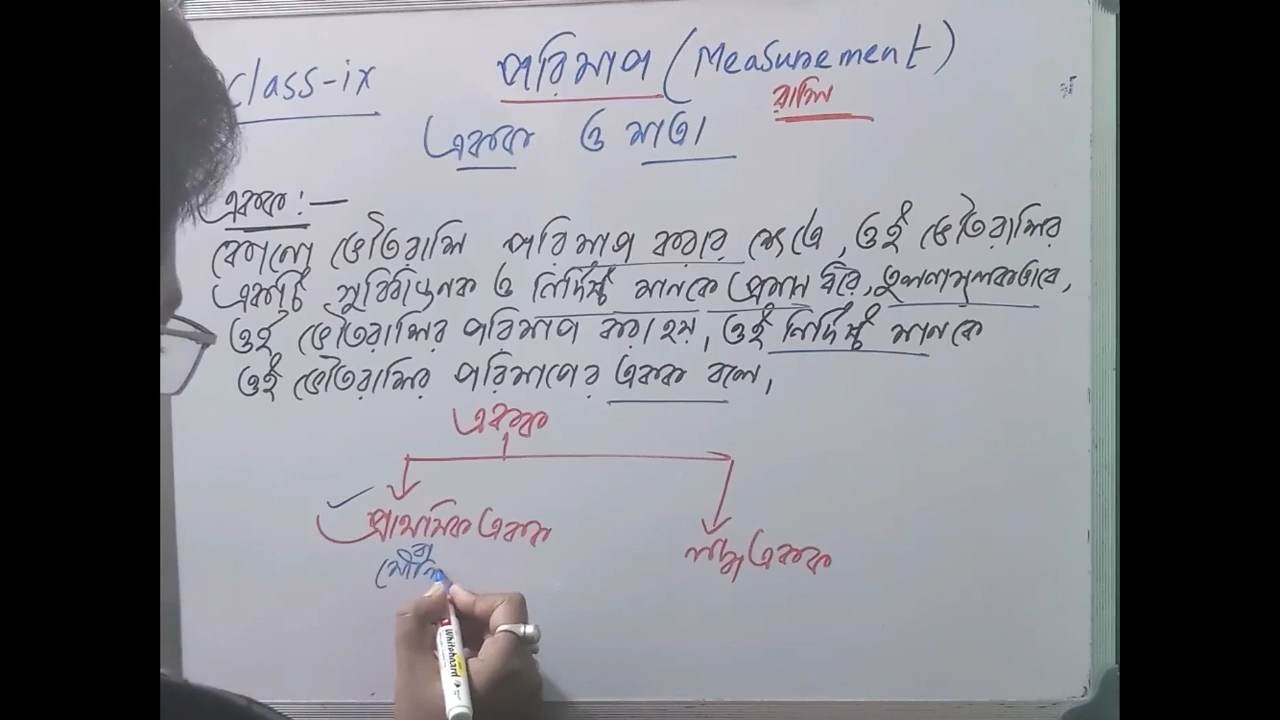 class-ix
পরিমাপ (Measurement)
রাশি
একক ও মাত্রা
একক :-
কোনো ভৌতরাশি পরিমাপ করার ক্ষেত্রে, ওই ভৌতরাশির
একটি সুবিধাজনক ও নির্দিষ্ট মানকে প্রমাণ ধরে, তুলনামূলকভাবে,
ওই ভৌতরাশির পরিমাপ করা হয়, ওই নির্দিষ্ট মানকে
ওই ভৌতরাশির পরিমাপের একক বলে,
একক
প্রাথমিক একক
লব্ধ একক
বা
মৌলি
Whiteboard